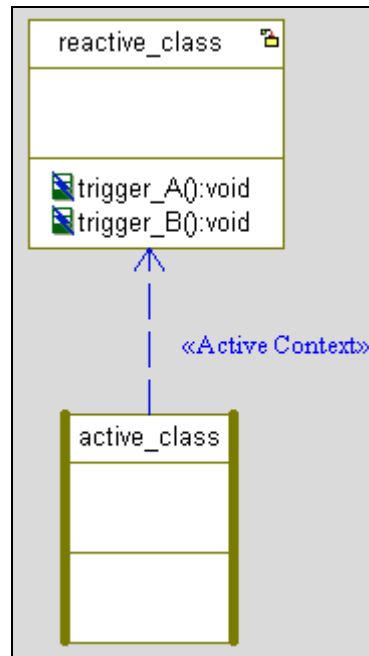 reactive_class
trigger_A():void
trigger_B():void
«Active Context»
active_class